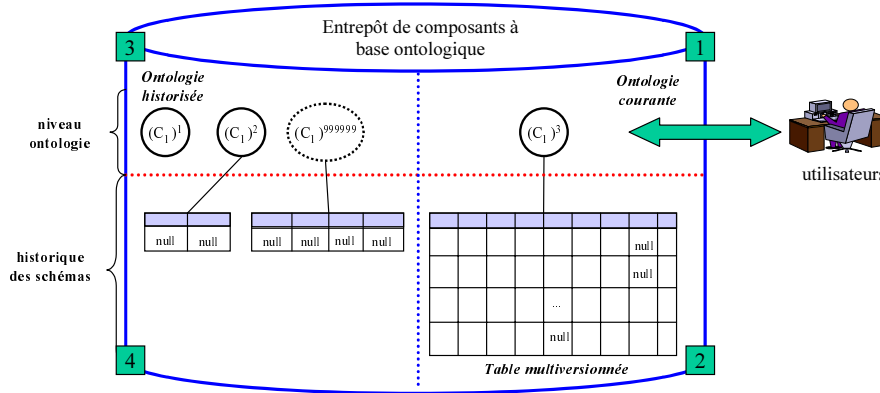 Entrepôt de composants à
base ontologique
3
1
Ontologie
historisée
Ontologie
courante
niveau
ontologie
(C1)1
(C1)2
(C1)999999
(C1)3
utilisateurs
historique
des schémas
null null
null null null null
null
null
...
null
4
Table multiversionnée
2